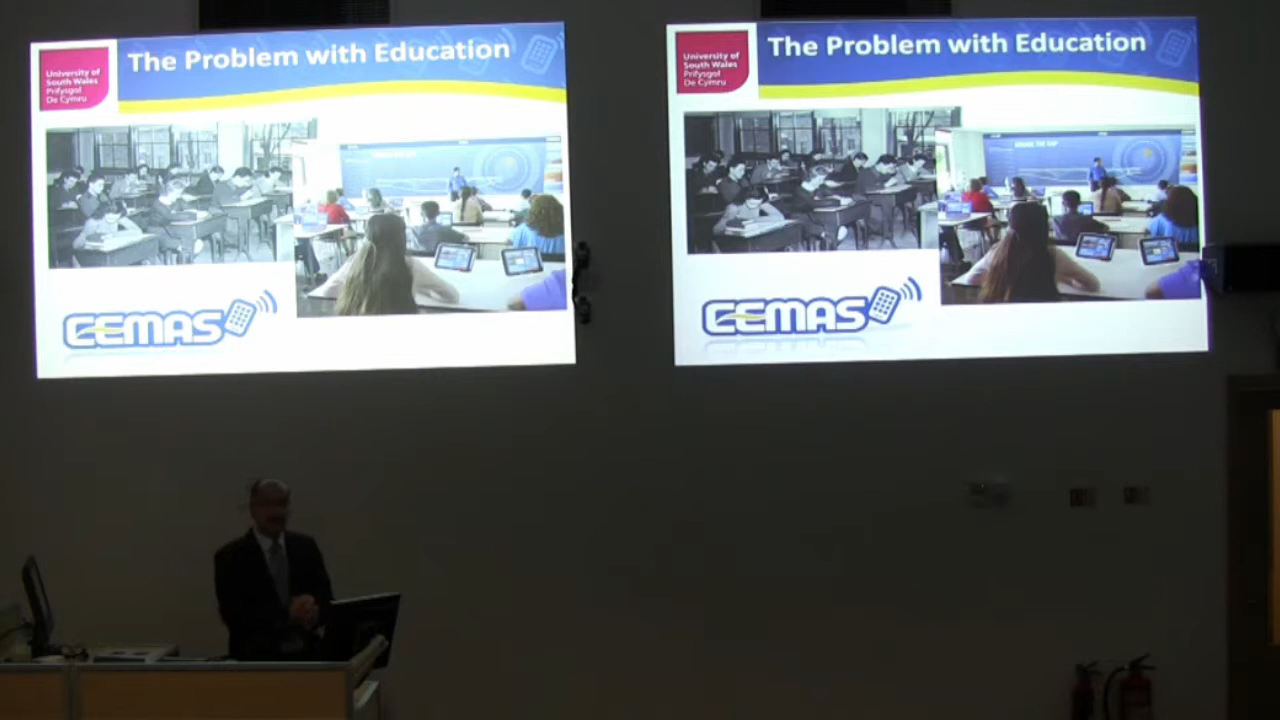 The Problem with Education
University of
South Wales
Prifysgol
De Cymru
CEMAS
The Problem with Education
University of
South Wales
Prifysgol
De Cymru
CEMAS